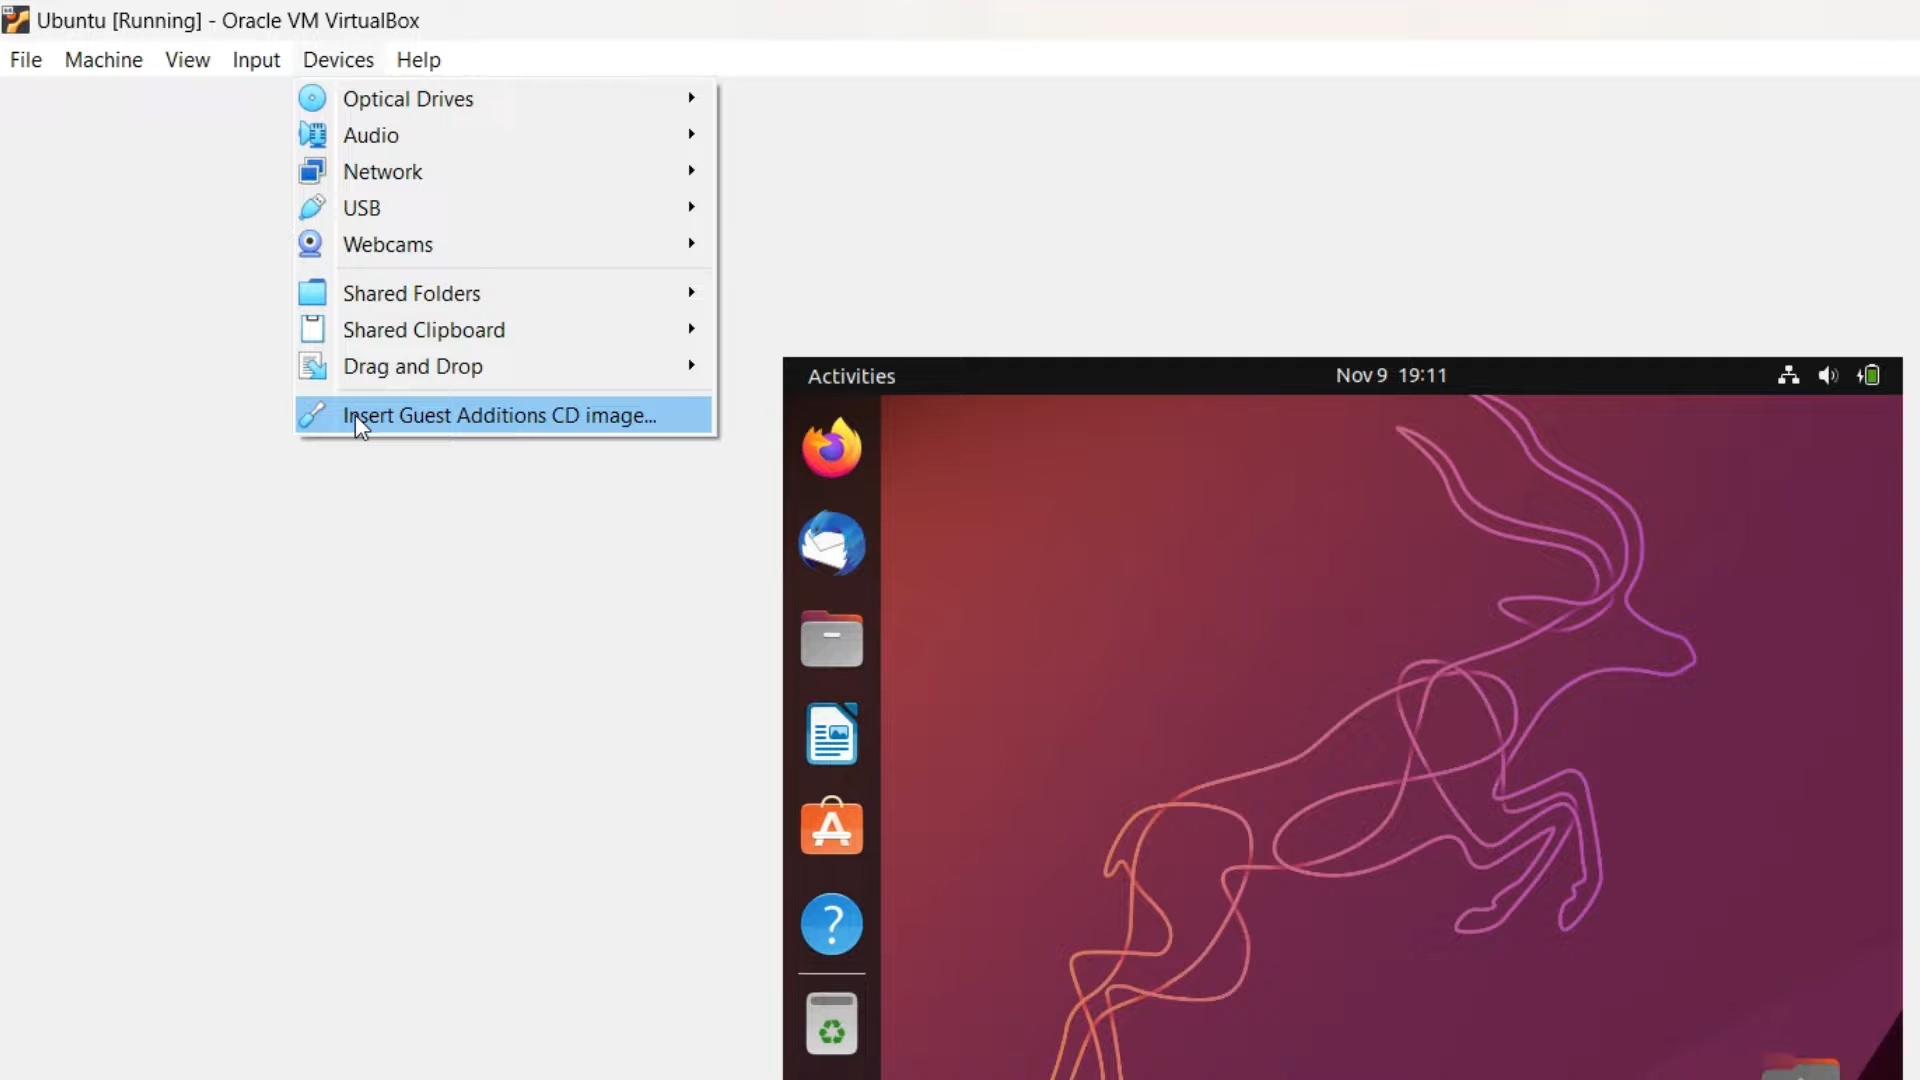 Ubuntu [Running] - Oracle VM VirtualBox
File Machine View Input Devices Help
Optical Drives
Audio
Network
USB
Webcams
Shared Folders
Shared Clipboard
Drag and Drop
Insert Guest Additions CD image...
Activities
Nov 9 19:11